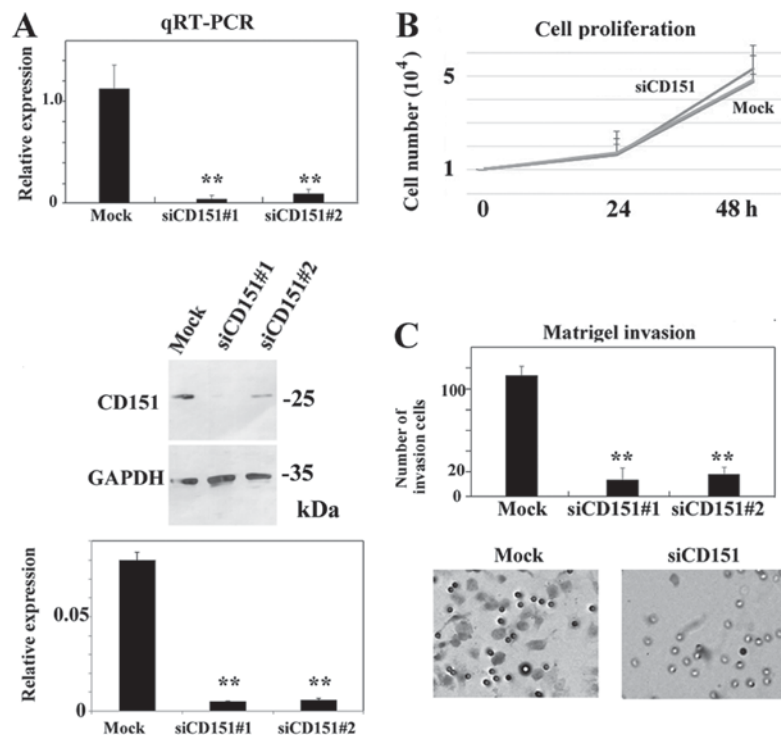 A
qRT-PCR
Relative expression
1.0
0
**
**
Mock
siCD151#1
siCD151#2
Mock
siCD151#1
siCD151#2
CD151
-25
GAPDH
-35
kDa
Relative expression
0.05
0
**
**
Mock
siCD151#1
siCD151#2
B
Cell proliferation
Cell number (10⁴)
5
1
siCD151
Mock
0
24
48 h
C
Matrigel invasion
Number of
invasion cells
100
20
0
**
**
Mock
siCD151#1
siCD151#2
Mock
siCD151